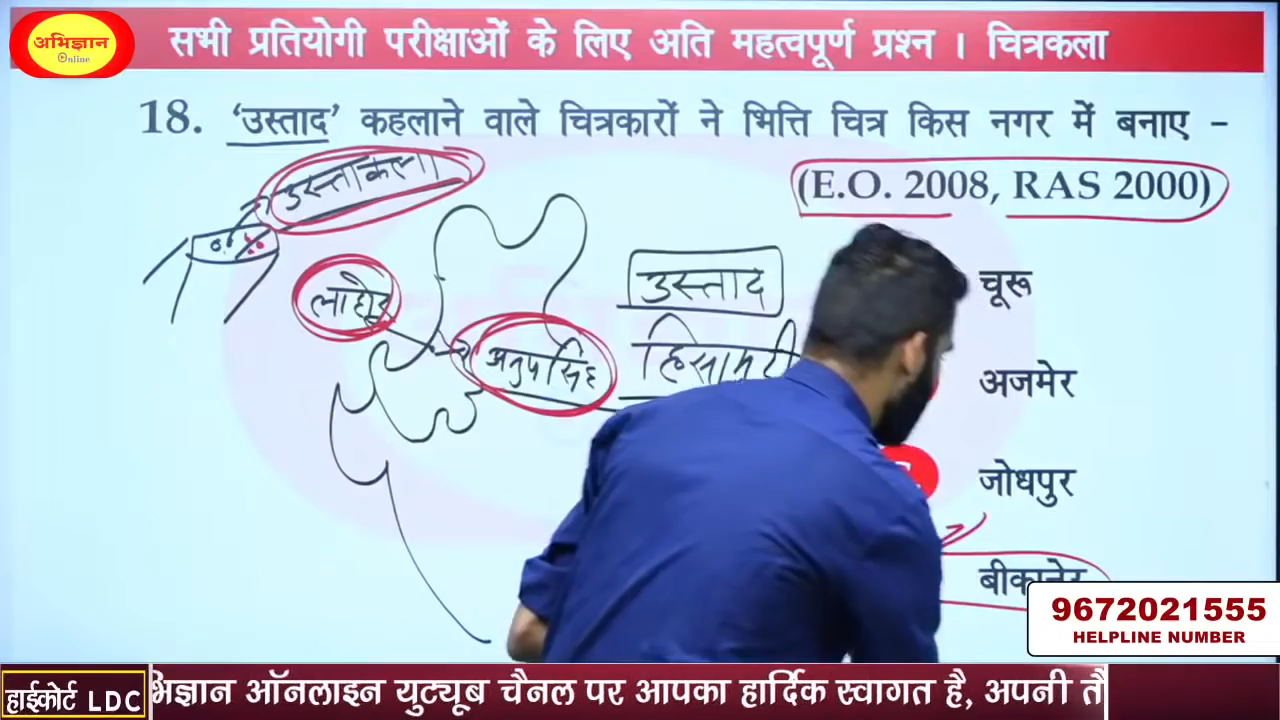 अभिज्ञान
Online
सभी प्रतियोगी परीक्षाओं के लिए अति महत्वपूर्ण प्रश्न । चित्रकला
18. ‘उस्ताद’ कहलाने वाले चित्रकारों ने भित्ति चित्र किस नगर में बनाए -
(E.O. 2008, RAS 2000)
उस्ताकला
उस्ताद
चूरू
अनुपसिंह
अजमेर
जोधपुर
बीकानेर
9672021555
HELPLINE NUMBER
हाईकोर्ट LDC
भिज्ञान ऑनलाइन युट्यूब चैनल पर आपका हार्दिक स्वागत है, अपनी तै